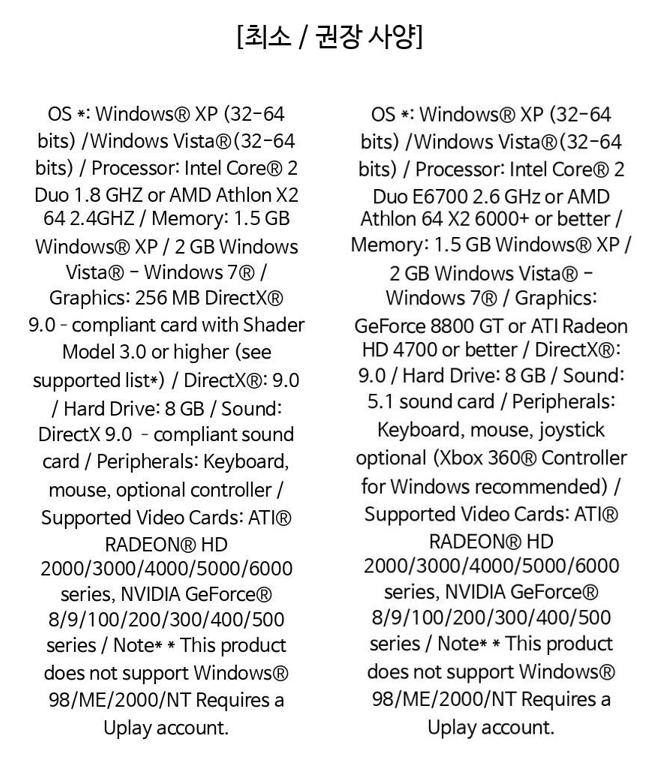 [최소 / 권장 사양]
OS *: Windows® XP (32-64
bits) /Windows Vista®(32-64
bits) / Processor: Intel Core® 2
Duo 1.8 GHZ or AMD Athlon X2
64 2.4GHZ / Memory: 1.5 GB
Windows® XP / 2 GB Windows
Vista® - Windows 7® /
Graphics: 256 MB DirectX®
9.0 - compliant card with Shader
Model 3.0 or higher (see
supported list*) / DirectX®: 9.0
/ Hard Drive: 8 GB / Sound:
DirectX 9.0 - compliant sound
card / Peripherals: Keyboard,
mouse, optional controller /
Supported Video Cards: ATI®
RADEON® HD
2000/3000/4000/5000/6000
series, NVIDIA GeForce®
8/9/100/200/300/400/500
series / Note* * This product
does not support Windows®
98/ME/2000/NT Requires a
Uplay account.
OS *: Windows® XP (32-64
bits) /Windows Vista®(32-64
bits) / Processor: Intel Core® 2
Duo E6700 2.6 GHz or AMD
Athlon 64 X2 6000+ or better /
Memory: 1.5 GB Windows® XP /
2 GB Windows Vista® -
Windows 7® / Graphics:
GeForce 8800 GT or ATI Radeon
HD 4700 or better / DirectX®:
9.0 / Hard Drive: 8 GB / Sound:
5.1 sound card / Peripherals:
Keyboard, mouse, joystick
optional (Xbox 360® Controller
for Windows recommended) /
Supported Video Cards: ATI®
RADEON® HD
2000/3000/4000/5000/6000
series, NVIDIA GeForce®
8/9/100/200/300/400/500
series / Note* * This product
does not support Windows®
98/ME/2000/NT Requires a
Uplay account.